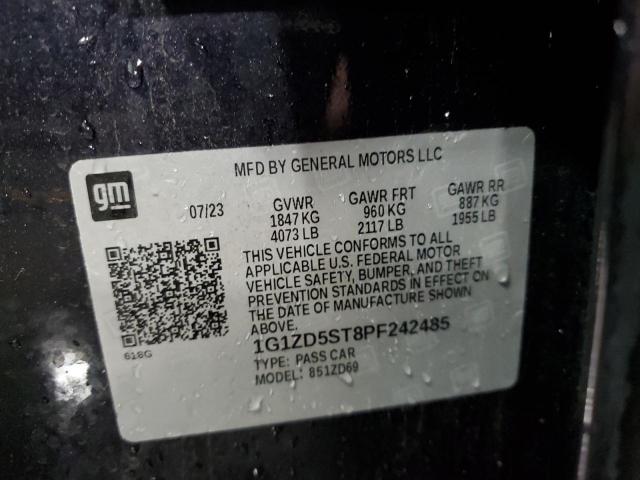 MFD BY GENERAL MOTORS LLC
gm
07/23
GVWR
1847 KG
4073 LB
GAWR FRT
960 KG
2117 LB
GAWR RR
887 KG
1955 LB
THIS VEHICLE CONFORMS TO ALL
APPLICABLE U.S. FEDERAL MOTOR
VEHICLE SAFETY, BUMPER, AND THEFT
PREVENTION STANDARDS IN EFFECT ON
THE DATE OF MANUFACTURE SHOWN
ABOVE.
618G
1G1ZD5ST8PF242485
TYPE: PASS CAR
MODEL: 851ZD69